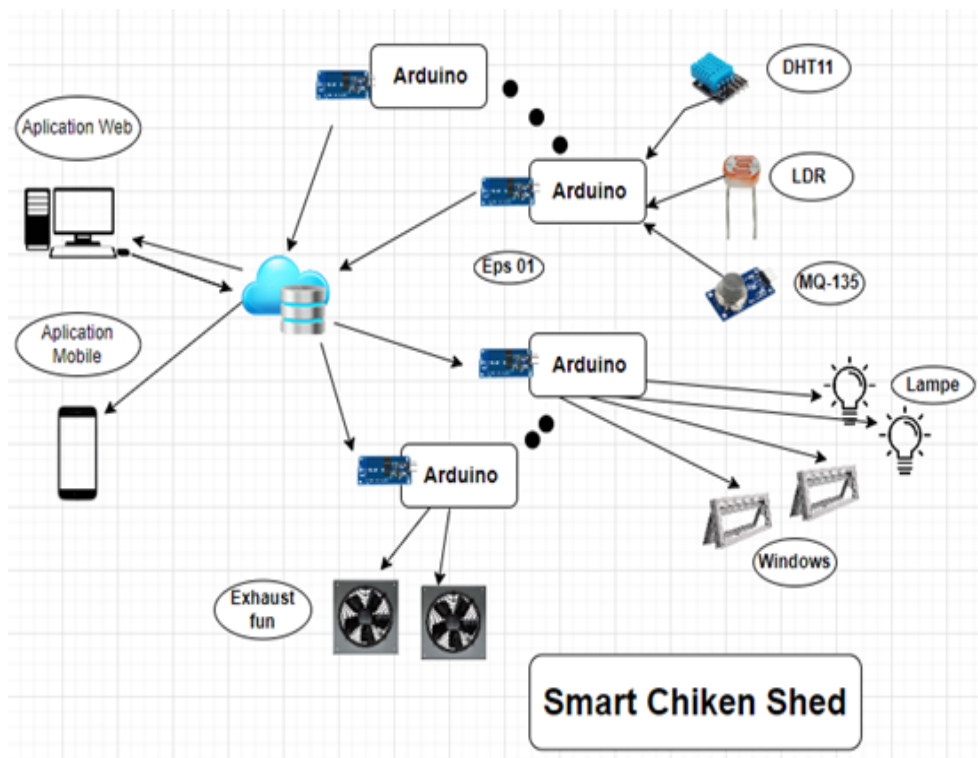 Arduino
DHT11
Aplication Web
Arduino
LDR
Eps 01
MQ-135
Aplication
Mobile
Arduino
Lampe
Arduino
Windows
Exhaust
fun
Smart Chiken Shed